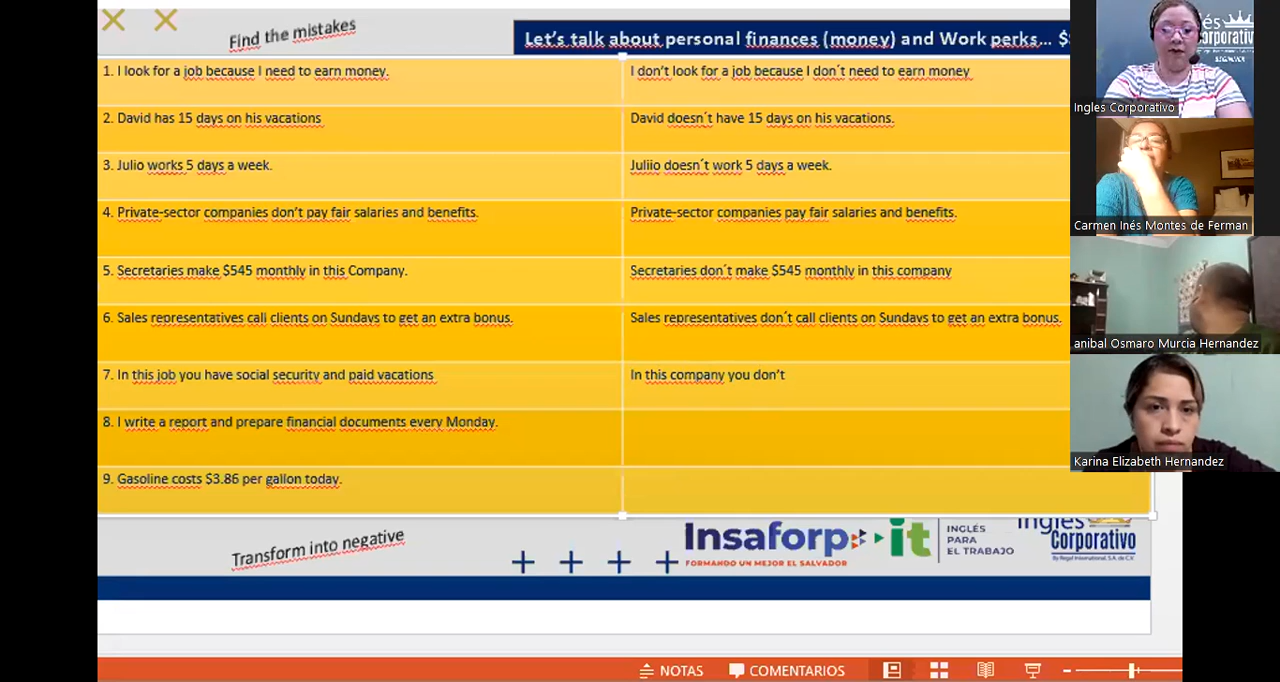 Find the mistakes
Let's talk about personal finances (money) and Work perks... $
1. I look for a job because I need to earn money.
I don't look for a job because I don´t need to earn money
2. David has 15 days on his vacations
David doesn´t have 15 days on his vacations.
3. Julio works 5 days a week.
Juliio doesn´t work 5 days a week.
4. Private-sector companies don't pay fair salaries and benefits.
Private-sector companies pay fair salaries and benefits.
5. Secretaries make $545 monthly in this Company.
Secretaries don´t make $545 monthly in this company
6. Sales representatives call clients on Sundays to get an extra bonus.
Sales representatives don´t call clients on Sundays to get an extra bonus.
7. In this job you have social security and paid vacations
In this company you don't
8. I write a report and prepare financial documents every Monday.
9. Gasoline costs $3.86 per gallon today.
Transform into negative
Insaforp it
FORMANDO UN MEJOR EL SALVADOR
INGLÉS
PARA
EL TRABAJO
Inglés
Corporativo
By Regal International, S.A. de C.V.
NOTAS
COMENTARIOS
Ingles Corporativo
Carmen Inés Montes de Ferman
anibal Osmaro Murcia Hernandez
Karina Elizabeth Hernandez